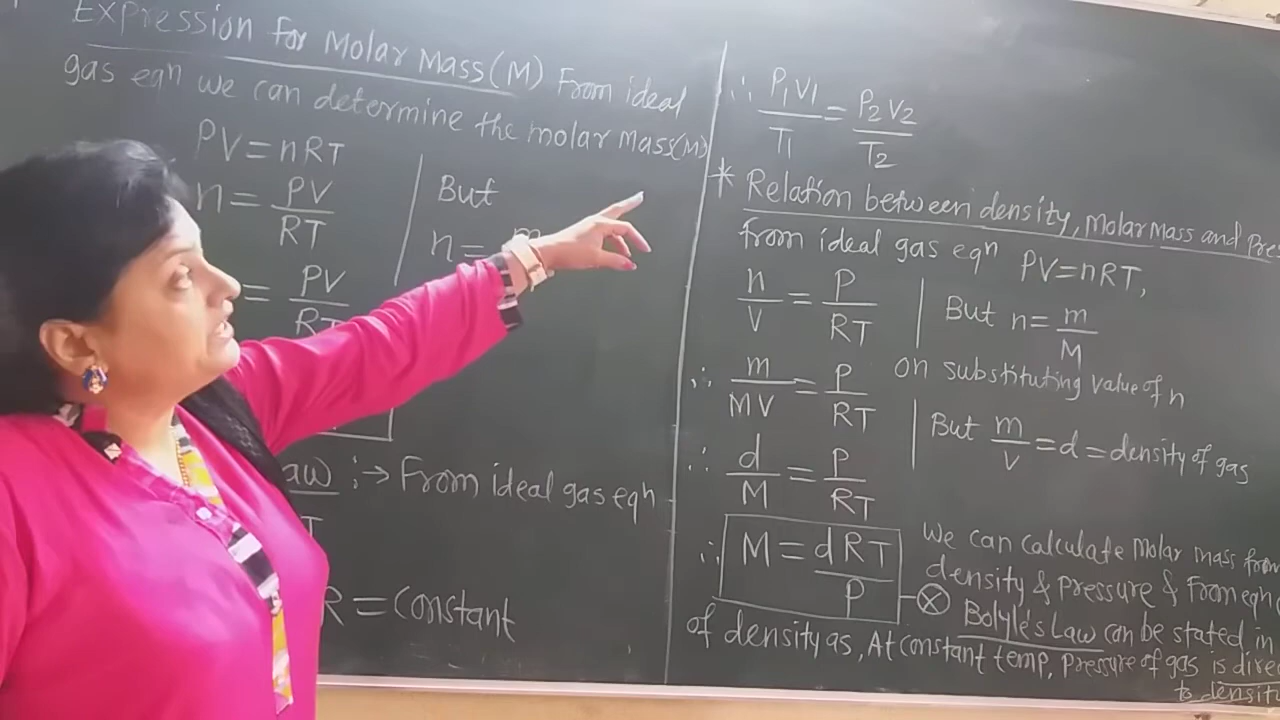 Expression for Molar Mass(M) From ideal
gas eqn we can determine the molar Mass(M)
PV=nRT
n = PV/RT
But
n = m
= PV/RT
aw :→ From ideal gas eqn
T
R = Constant
∴ P1V1/T1 = P2V2/T2
* Relation between density, Molar Mass and Pres
from ideal gas eqn PV=nRT,
n/V = P/RT | But n = m/M
on substituting value of n
∴ m/MV = P/RT
But m/v = d = density of gas
∴ d/M = P/RT
∴ M = dRT/P
We can calculate Molar mass from
density & pressure & From eqn
Bolyle's Law can be stated in
of density as, At constant temp, pressure of gas is direc
to densit